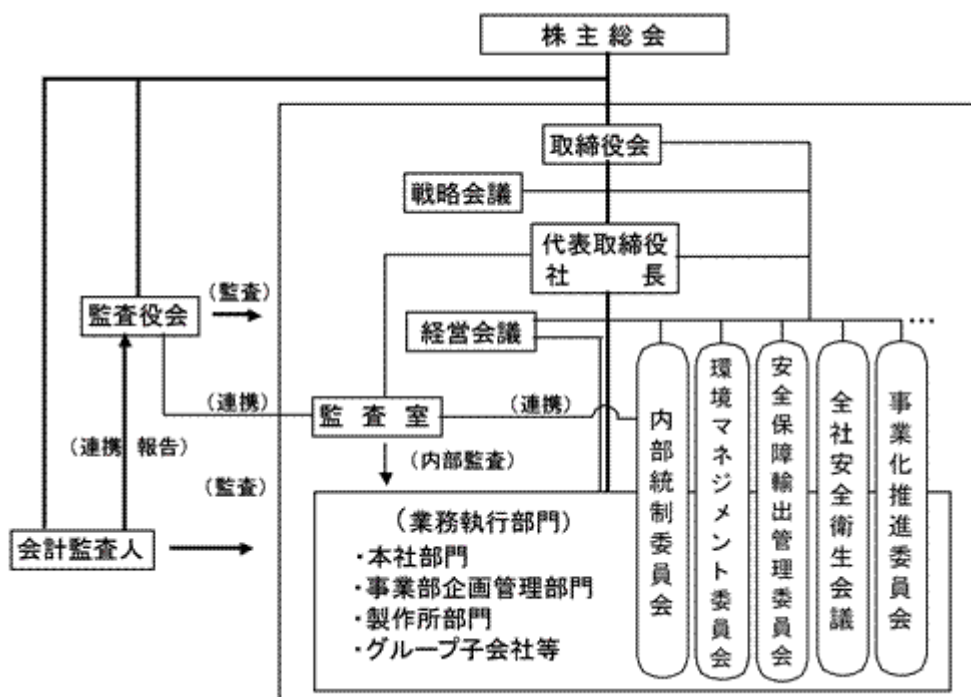 株主総会
取締役会
戦略会議
代表取締役
社長
(監査)
監査役会
経営会議
…
(連携)
監査室
(連携)
(連携 報告)
(内部監査)
(監査)
会計監査人
(業務執行部門)
・本社部門
・事業部企画管理部門
・製作所部門
・グループ子会社等
内部統制委員会
環境マネジメント委員会
安全保障輸出管理委員会
全社安全衛生会議
事業化推進委員会